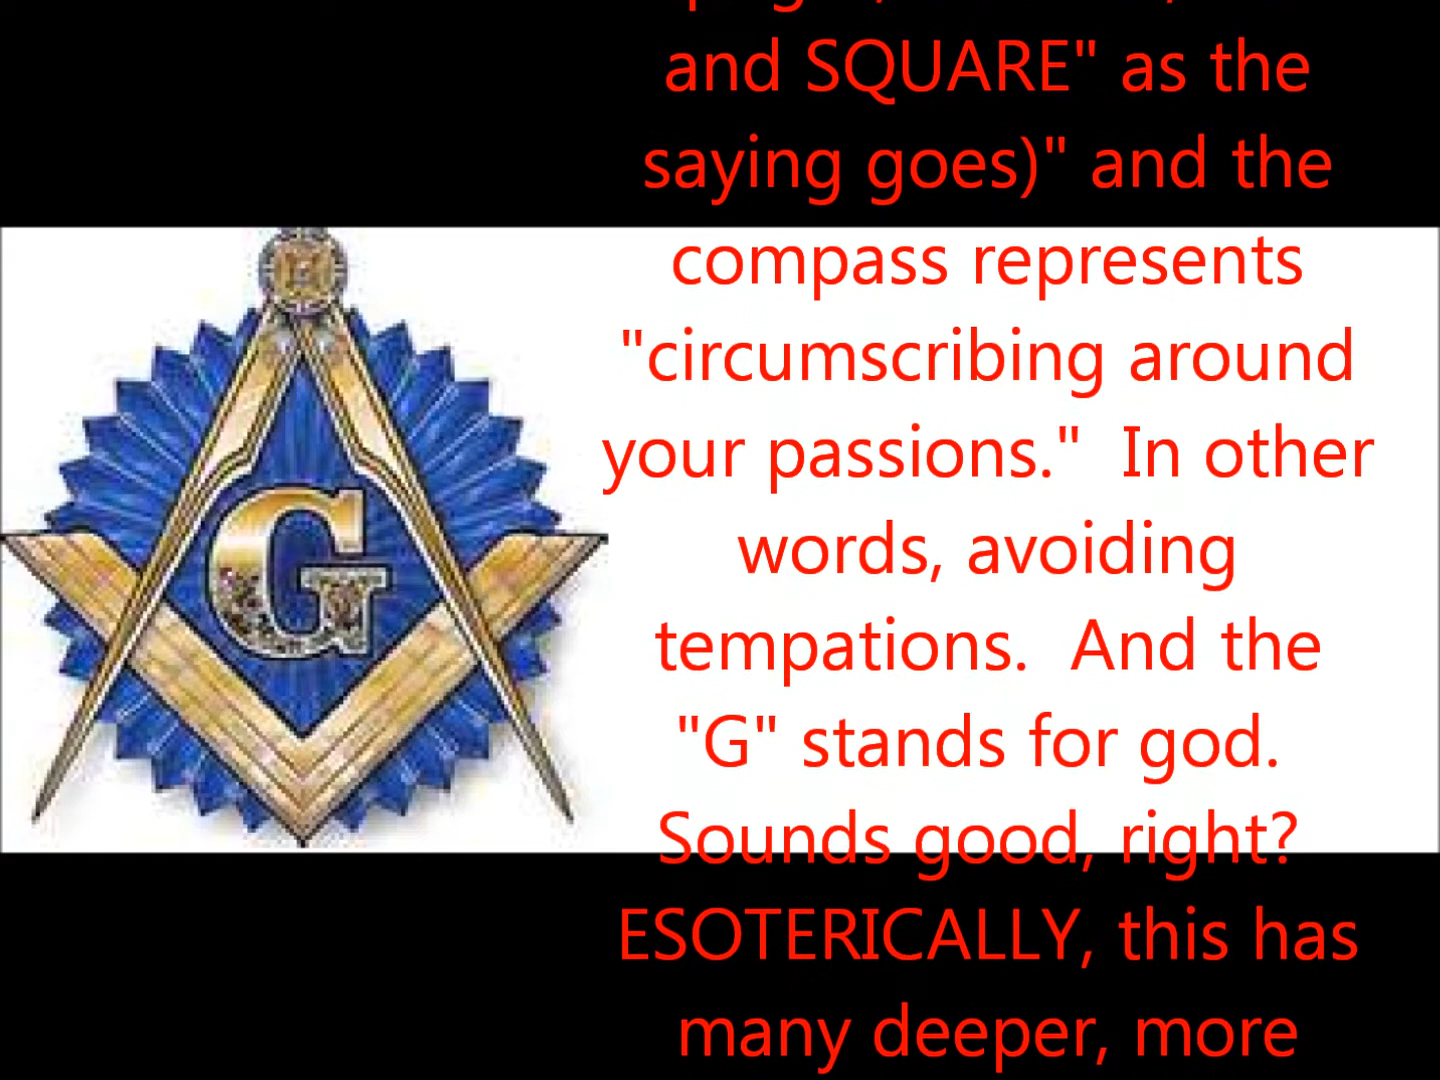 and SQUARE" as the
saying goes)" and the
compass represents
"circumscribing around
your passions."  In other
words, avoiding
tempations.  And the
"G" stands for god.
Sounds good, right?
ESOTERICALLY, this has
many deeper, more
G